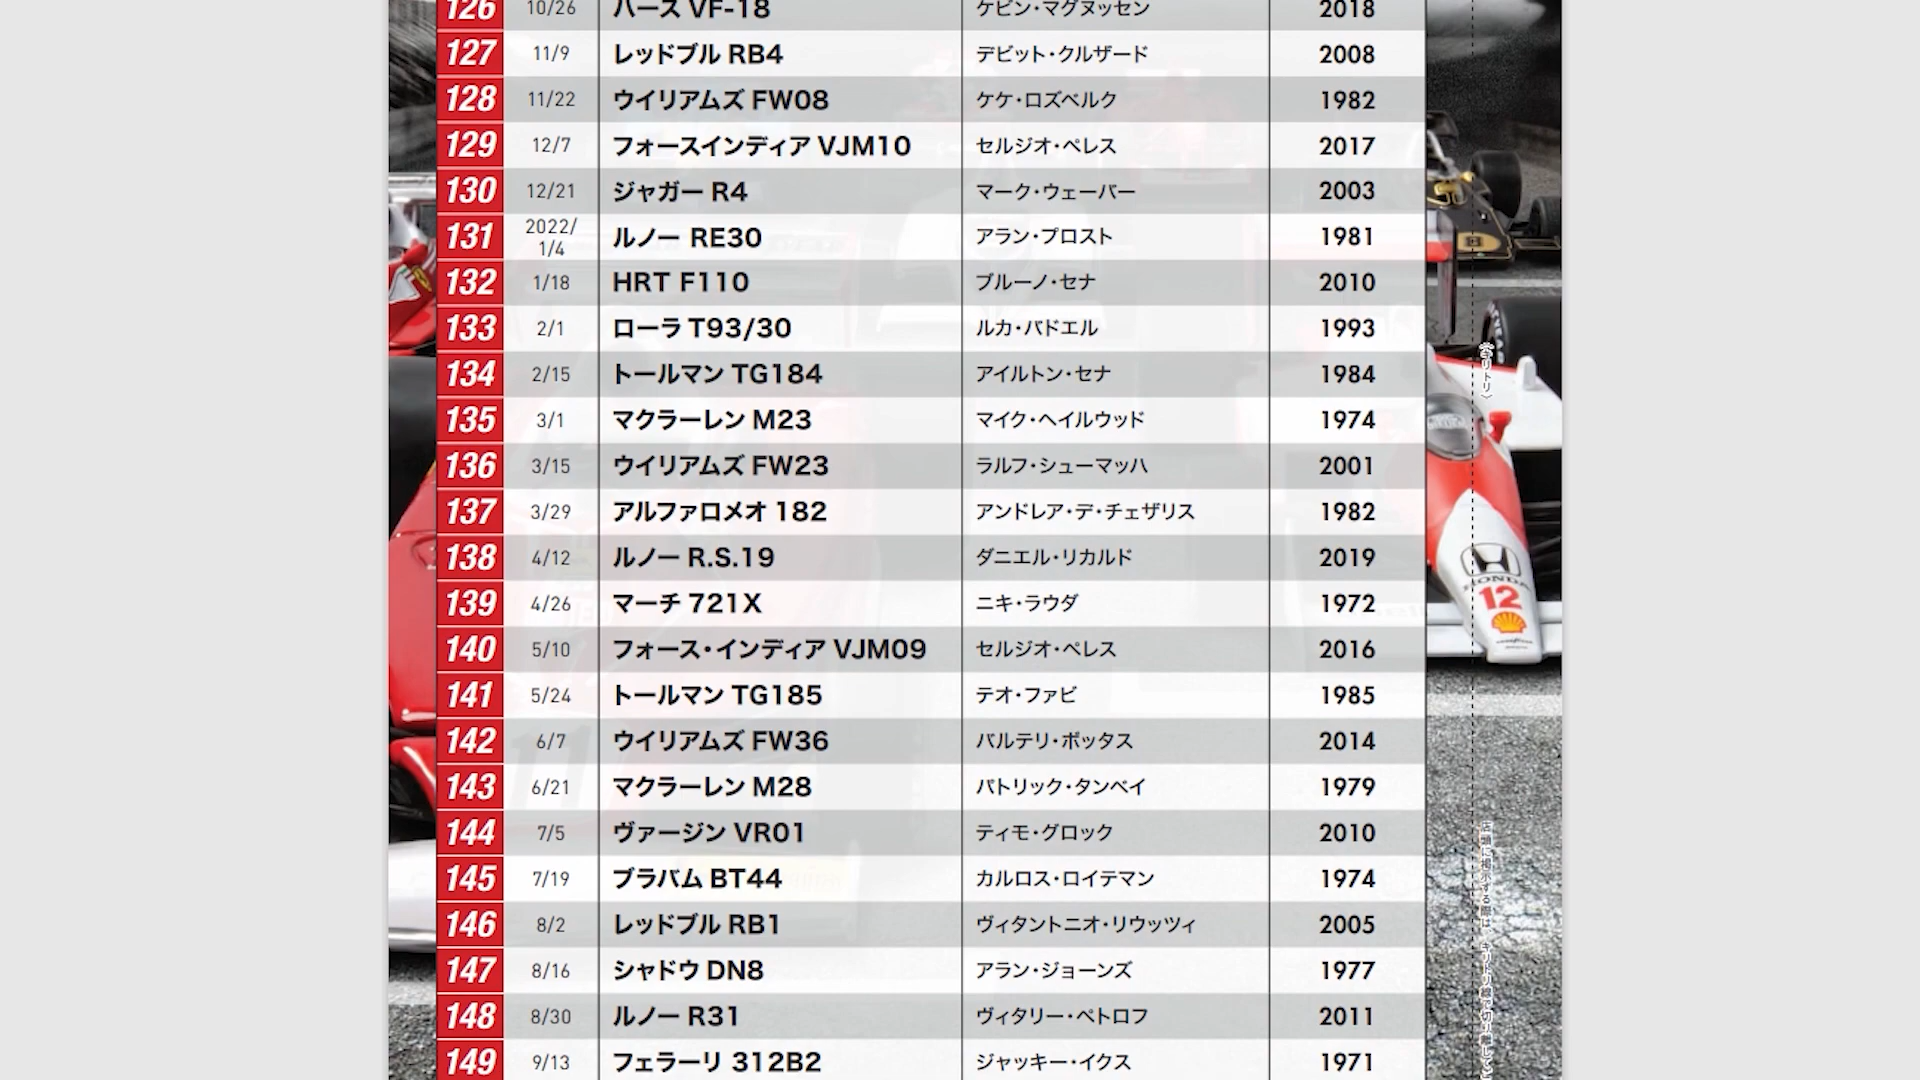 126 10/26 ハース VF-18 ケビン・マグヌッセン 2018
127 11/9 レッドブル RB4 デビット・クルザード 2008
128 11/22 ウイリアムズ FW08 ケケ・ロズベルク 1982
129 12/7 フォースインディア VJM10 セルジオ・ペレス 2017
130 12/21 ジャガー R4 マーク・ウェーバー 2003
131 2022/1/4 ルノー RE30 アラン・プロスト 1981
132 1/18 HRT F110 ブルーノ・セナ 2010
133 2/1 ローラ T93/30 ルカ・バドエル 1993
134 2/15 トールマン TG184 アイルトン・セナ 1984
135 3/1 マクラーレン M23 マイク・ヘイルウッド 1974
136 3/15 ウイリアムズ FW23 ラルフ・シューマッハ 2001
137 3/29 アルファロメオ 182 アンドレア・デ・チェザリス 1982
138 4/12 ルノー R.S.19 ダニエル・リカルド 2019
139 4/26 マーチ 721X ニキ・ラウダ 1972
140 5/10 フォース・インディア VJM09 セルジオ・ペレス 2016
141 5/24 トールマン TG185 テオ・ファビ 1985
142 6/7 ウイリアムズ FW36 バルテリ・ボッタス 2014
143 6/21 マクラーレン M28 パトリック・タンベイ 1979
144 7/5 ヴァージン VR01 ティモ・グロック 2010
145 7/19 ブラバム BT44 カルロス・ロイテマン 1974
146 8/2 レッドブル RB1 ヴィタントニオ・リウッツィ 2005
147 8/16 シャドウ DN8 アラン・ジョーンズ 1977
148 8/30 ルノー R31 ヴィタリー・ペトロフ 2011
149 9/13 フェラーリ 312B2 ジャッキー・イクス 1971
HONDA
12